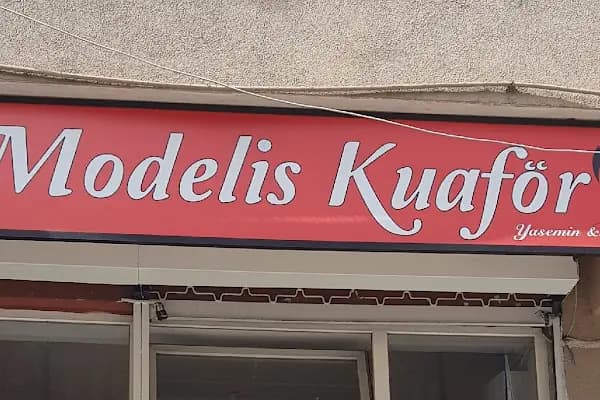 Modelis Kuaför
Yasemin &